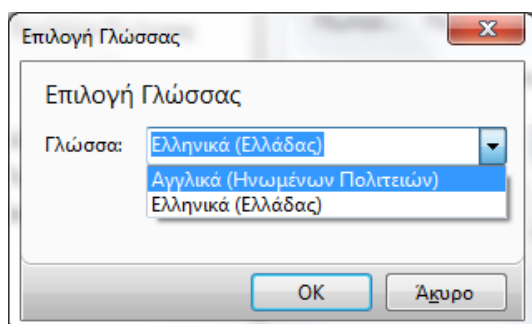 Επιλογή Γλώσσας
Επιλογή Γλώσσας
Γλώσσα: Ελληνικά (Ελλάδας)
Αγγλικά (Ηνωμένων Πολιτειών)
Ελληνικά (Ελλάδας)
OK Άκυρο